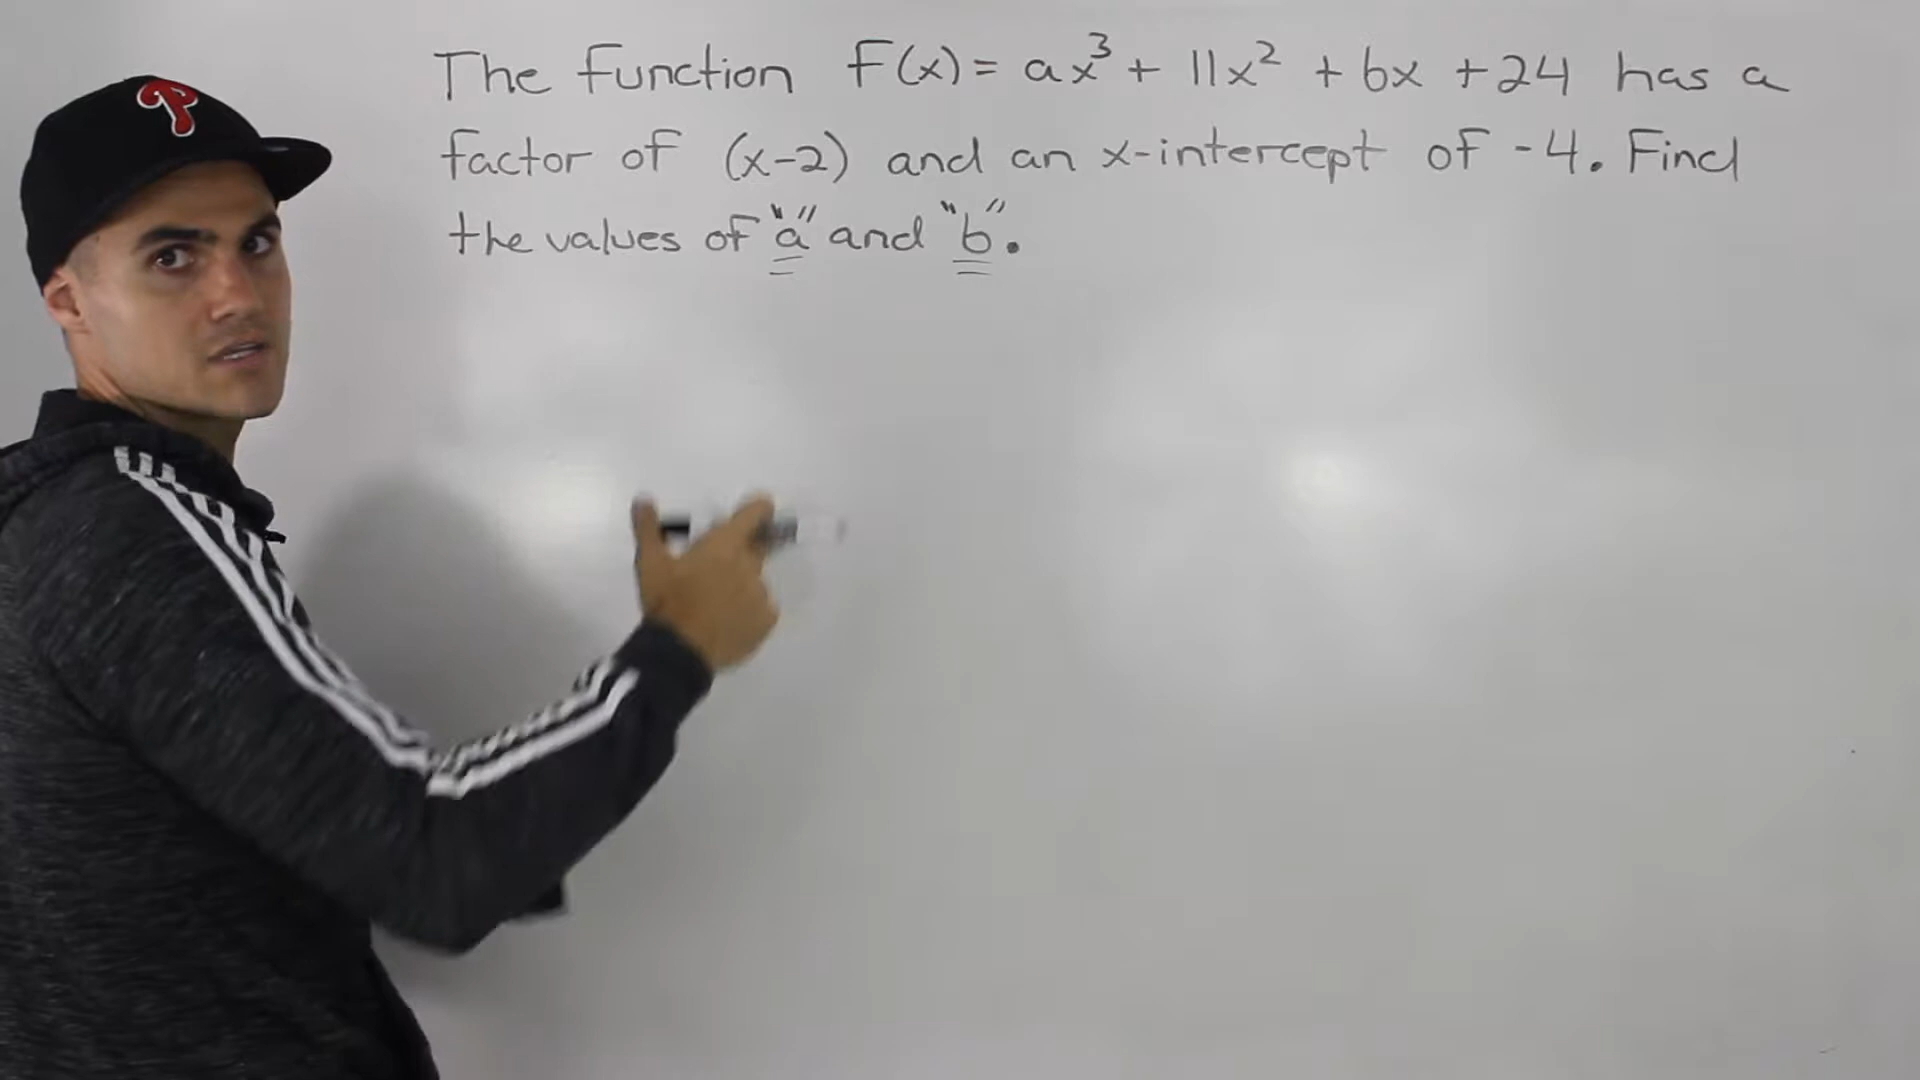 The function F(x) = ax³ + 11x² + bx + 24 has a
factor of (x-2) and an x-intercept of -4. Find
the values of "a" and "b".
P